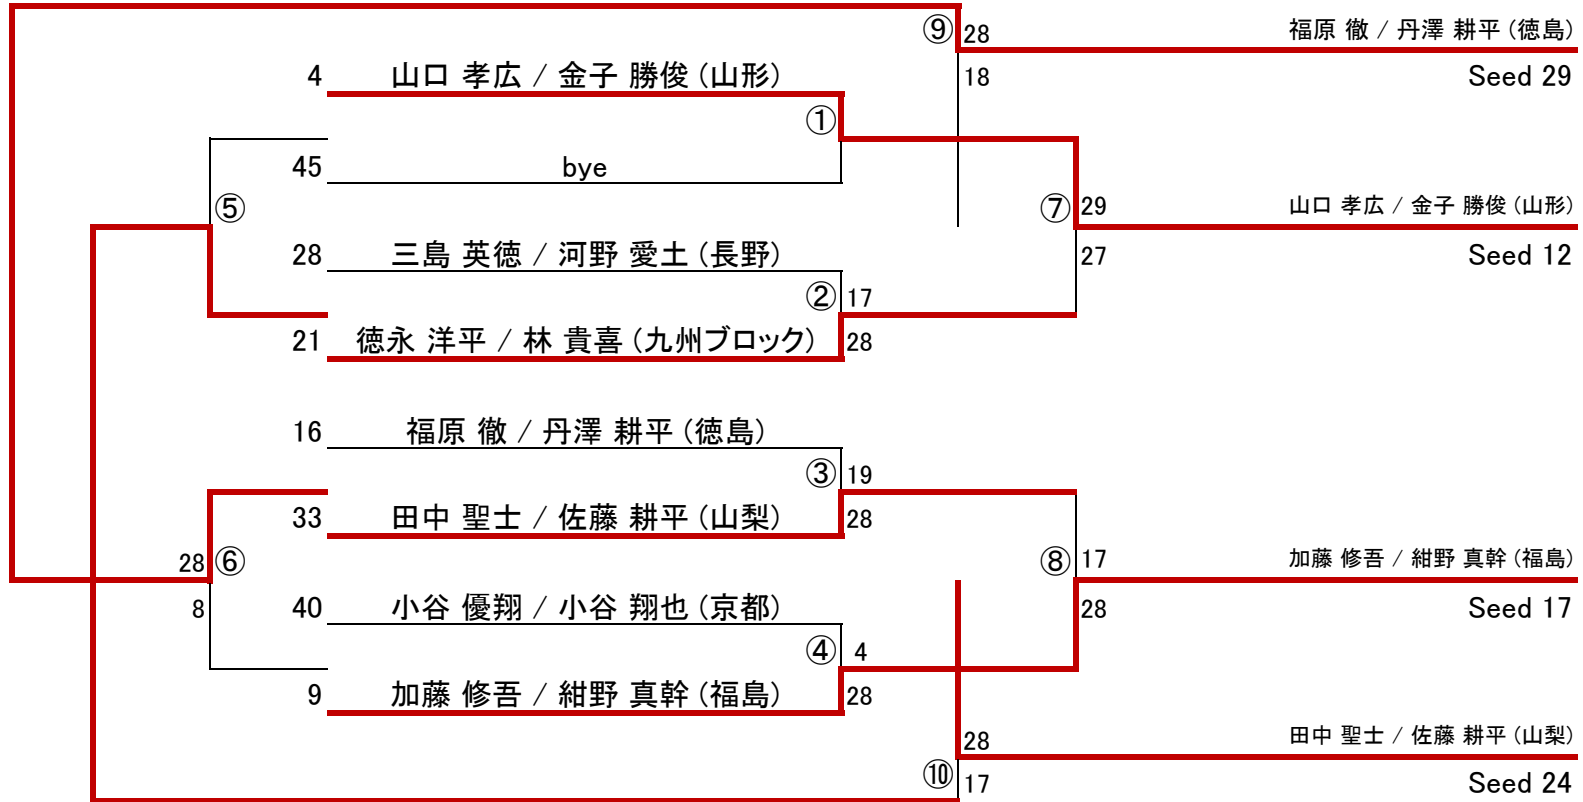 ⑨ 28 福原 徹 / 丹澤 耕平 (徳島)
4 山口 孝広 / 金子 勝俊 (山形) 18 Seed 29
①
45 bye
⑤ ⑦ 29 山口 孝広 / 金子 勝俊 (山形)
28 三島 英徳 / 河野 愛土 (長野) 27 Seed 12
② 17
21 徳永 洋平 / 林 貴喜 (九州ブロック) 28
16 福原 徹 / 丹澤 耕平 (徳島)
③ 19
33 田中 聖士 / 佐藤 耕平 (山梨) 28
28 ⑥ ⑧ 17 加藤 修吾 / 紺野 真幹 (福島)
8 40 小谷 優翔 / 小谷 翔也 (京都) 28 Seed 17
④ 4
9 加藤 修吾 / 紺野 真幹 (福島) 28
28 田中 聖士 / 佐藤 耕平 (山梨)
⑩ 17 Seed 24